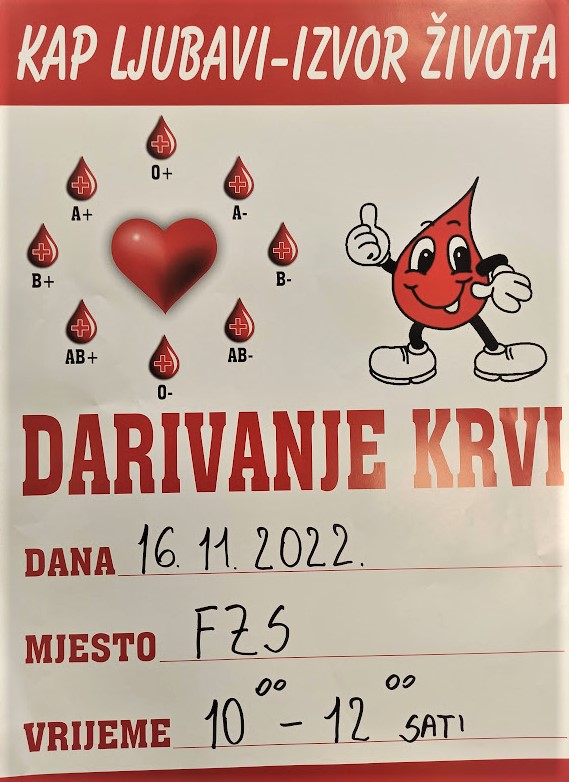 KAP LJUBAVI-IZVOR ŽIVOTA
O+
A+
A-
B+
B-
AB+
AB-
O-
DARIVANJE KRVI
DANA 16. 11. 2022.
MJESTO FZS
VRIJEME 10⁰⁰ - 12⁰⁰ SATI